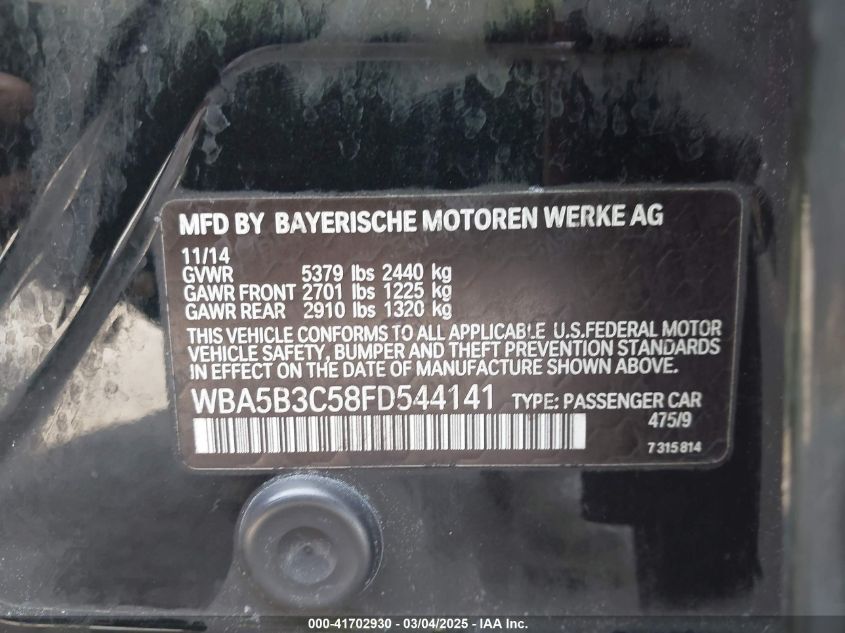 MFD BY BAYERISCHE MOTOREN WERKE AG
11/14
GVWR 5379 lbs 2440 kg
GAWR FRONT 2701 lbs 1225 kg
GAWR REAR 2910 lbs 1320 kg
THIS VEHICLE CONFORMS TO ALL APPLICABLE U.S.FEDERAL MOTOR
VEHICLE SAFETY, BUMPER AND THEFT PREVENTION STANDARDS
IN EFFECT ON THE DATE OF MANUFACTURE SHOWN ABOVE.
WBA5B3C58FD544141 TYPE: PASSENGER CAR
475/9
7 315 814
000-41702930 - 03/04/2025 - IAA Inc.